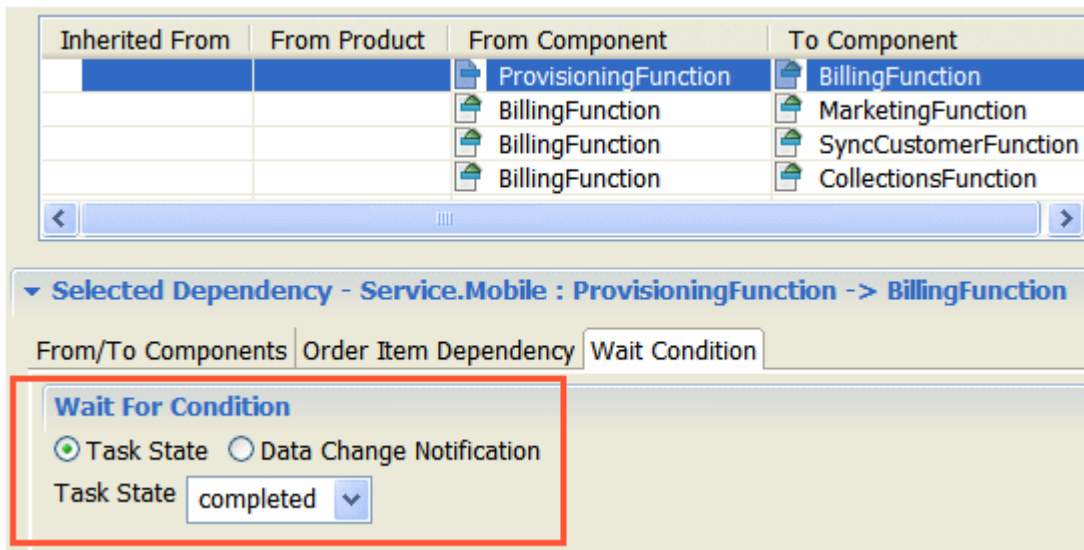 Inherited From From Product From Component To Component
ProvisioningFunction BillingFunction
BillingFunction MarketingFunction
BillingFunction SyncCustomerFunction
BillingFunction CollectionsFunction
Selected Dependency - Service.Mobile : ProvisioningFunction -> BillingFunction
From/To Components Order Item Dependency Wait Condition
Wait For Condition
Task State Data Change Notification
Task State completed